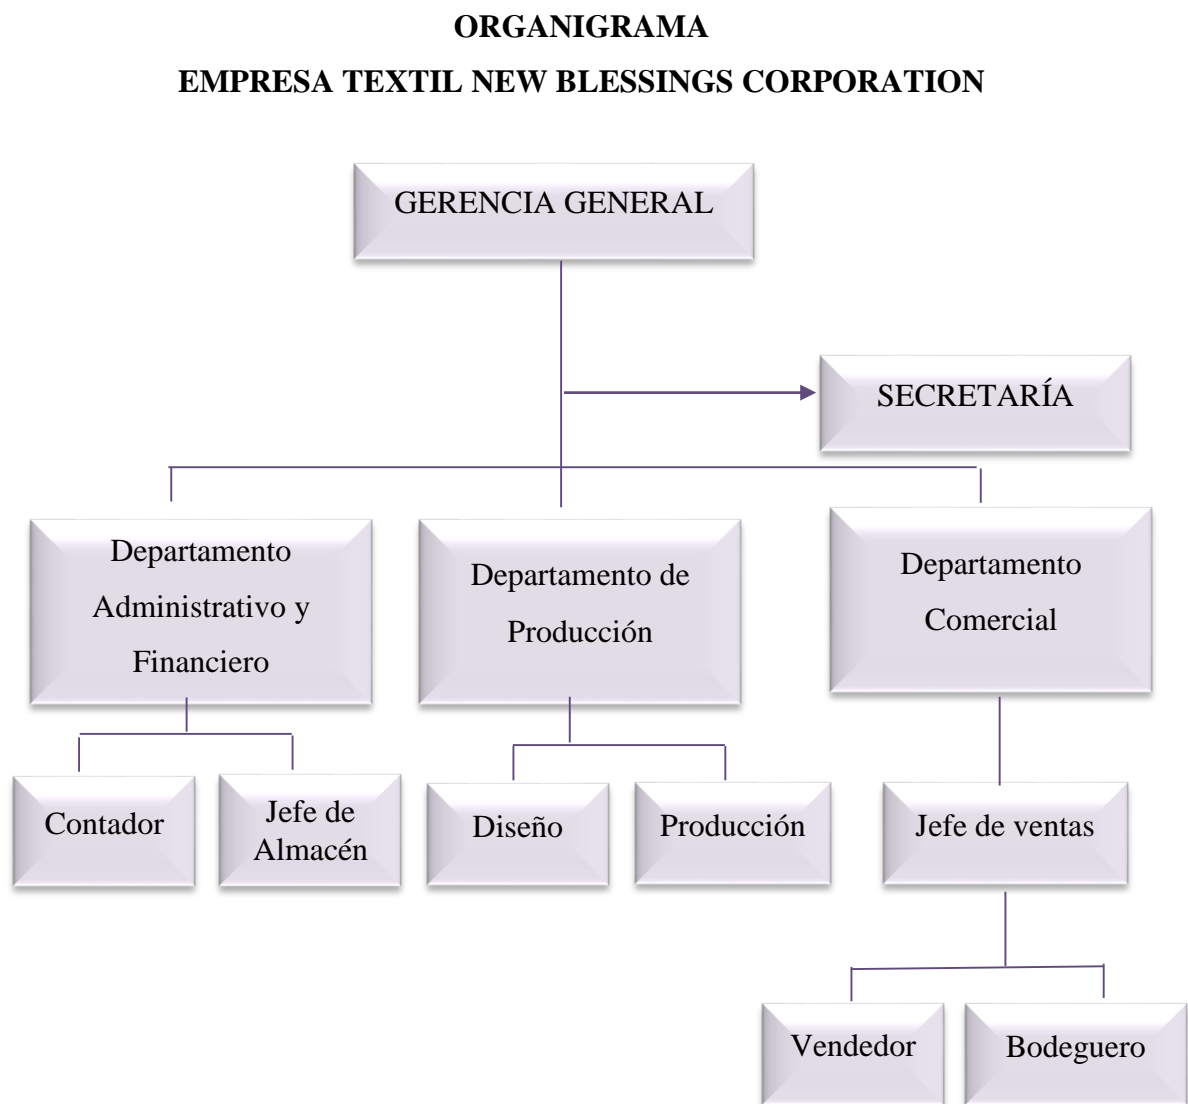 ORGANIGRAMA
EMPRESA TEXTIL NEW BLESSINGS CORPORATION
GERENCIA GENERAL
SECRETARÍA
Departamento
Administrativo y
Financiero
Departamento de
Producción
Departamento
Comercial
Contador
Jefe de
Almacén
Diseño
Producción
Jefe de ventas
Vendedor
Bodeguero